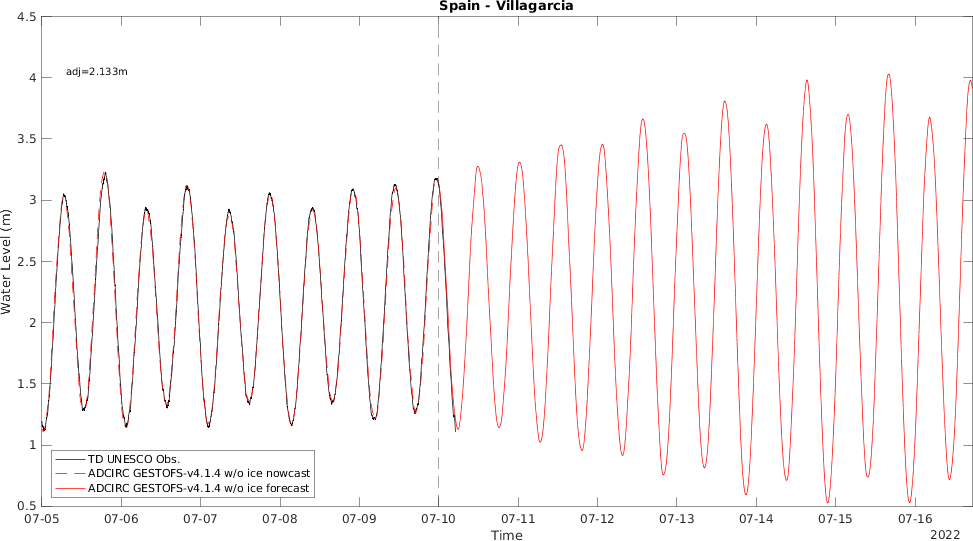 Spain - Villagarcia
adj=2.133m
Water Level (m)
4.5
4
3.5
3
2.5
2
1.5
1
0.5
TD UNESCO Obs.
ADCIRC GESTOFS-v4.1.4 w/o ice nowcast
ADCIRC GESTOFS-v4.1.4 w/o ice forecast
07-05 07-06 07-07 07-08 07-09 07-10 07-11 07-12 07-13 07-14 07-15 07-16
Time
2022